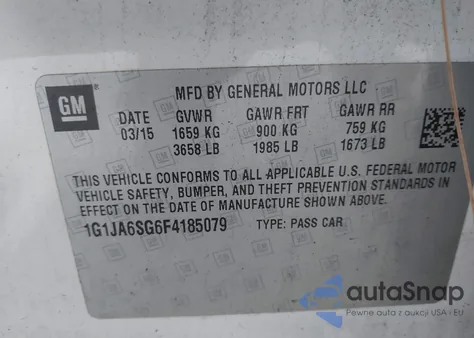 GM
MFD BY GENERAL MOTORS LLC
DATE GVWR GAWR FRT GAWR RR
03/15 1659 KG 900 KG 759 KG
3658 LB 1985 LB 1673 LB
THIS VEHICLE CONFORMS TO ALL APPLICABLE U.S. FEDERAL MOTOR
VEHICLE SAFETY, BUMPER, AND THEFT PREVENTION STANDARDS IN
EFFECT ON THE DATE OF MANUFACTURE SHOWN ABOVE.
1G1JA6SG6F4185079 TYPE: PASS CAR
autoSnap
Pewne auta z aukcji USA i EU